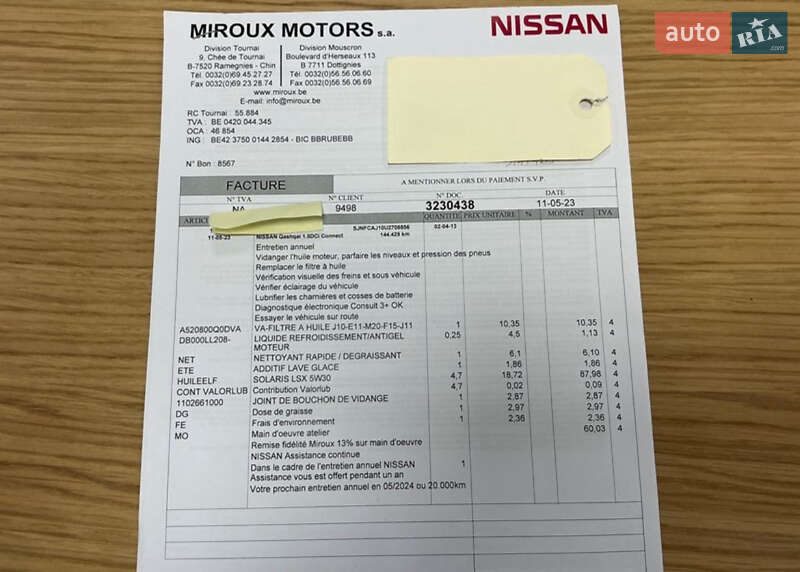 MIROUX MOTORS s.a.
NISSAN
auto RIA
Division Tournai
9, Chée de Tournai
B-7520 Ramegnies - Chin
Tél 0032(0)69.45.27.27
Fax 0032(0)69.23.28.74
Division Mouscron
Boulevard d'Herseaux 113
B 7711 Dottignies
Tél. 0032(0)56.56.06.60
Fax 0032(0)56.56.06.69
www.miroux.be
E-mail: info@miroux.be
RC Tournai : 55.884
TVA : BE 0420.044.345
OCA : 46 854
ING : BE42 3750 0144 2854 - BIC BBRUBEBB
N° Bon : 8567
FACTURE
A MENTIONNER LORS DU PAIEMENT S.V.P.
N° TVA N° CLIENT N° DOC DATE
NA 9498 3230438 11-05-23
ARTICL QUANTITE PRIX UNITAIRE % MONTANT TVA
SJNFCAJ10U2706856 02-04-13
11-05-23 NISSAN Qashqai 1.5DCi Connect 144.425 km
Entretien annuel
Vidanger l'huile moteur, parfaire les niveaux et pression des pneus
Remplacer le filtre à huile
Vérification visuelle des freins et sous véhicule
Vérifier éclairage du véhicule
Lubrifier les charnières et cosses de batterie
Diagnostique électronique Consult 3+ OK
Essayer le véhicule sur route
A520800Q0DVA VA-FILTRE A HUILE J10-E11-M20-F15-J11 1 10,35 10,35 4
DB000LL208- LIQUIDE REFROIDISSEMENT/ANTIGEL 0,25 4,5 1,13 4
MOTEUR
NET NETTOYANT RAPIDE / DEGRAISSANT 1 6,1 6,10 4
ETE ADDITIF LAVE GLACE 1 1,86 1,86 4
HUILEELF SOLARIS LSX 5W30 4,7 18,72 87,98 4
CONT VALORLUB Contribution Valorlub 4,7 0,02 0,09 4
1102661000 JOINT DE BOUCHON DE VIDANGE 1 2,87 2,87 4
DG Dose de graisse 1 2,97 2,97 4
FE Frais d'environnement 1 2,36 2,36 4
MO Main d'oeuvre atelier 60,03 4
Remise fidélité Miroux 13% sur main d'oeuvre
NISSAN Assistance continue
Dans le cadre de l'entretien annuel NISSAN 1
Assistance vous est offert pendant un an
Votre prochain entretien annuel en 05/2024 ou 20.000km